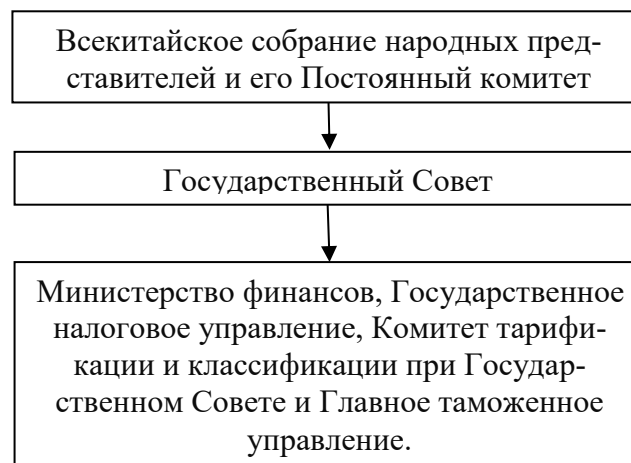 Всекитайское собрание народных пред-
ставителей и его Постоянный комитет
Государственный Совет
Министерство финансов, Государственное
налоговое управление, Комитет тарифи-
кации и классификации при Государ-
ственном Совете и Главное таможенное
управление.